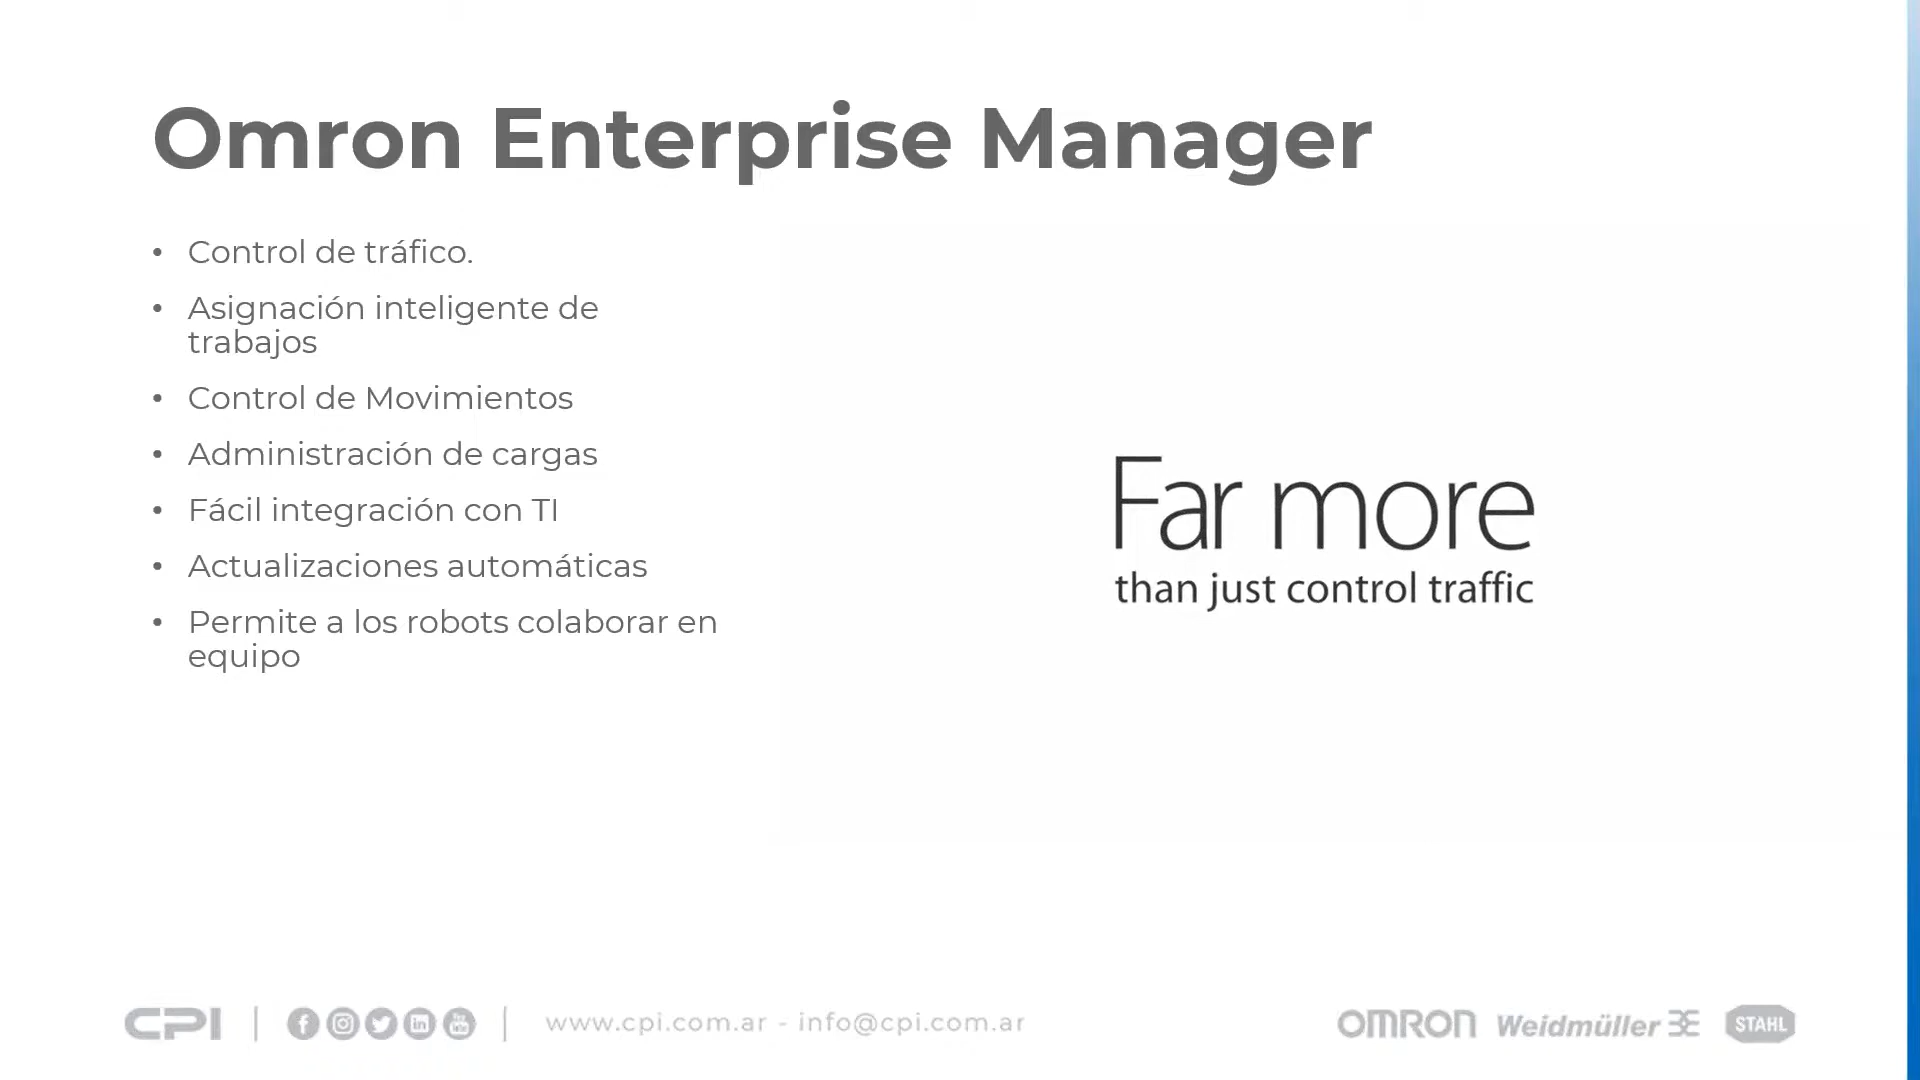 Omron Enterprise Manager
• Control de tráfico.
• Asignación inteligente de
trabajos
• Control de Movimientos
• Administración de cargas
• Fácil integración con TI
• Actualizaciones automáticas
• Permite a los robots colaborar en
equipo
Far more
than just control traffic
CPI | | www.cpi.com.ar - info@cpi.com.ar
OMRON Weidmüller STAHL